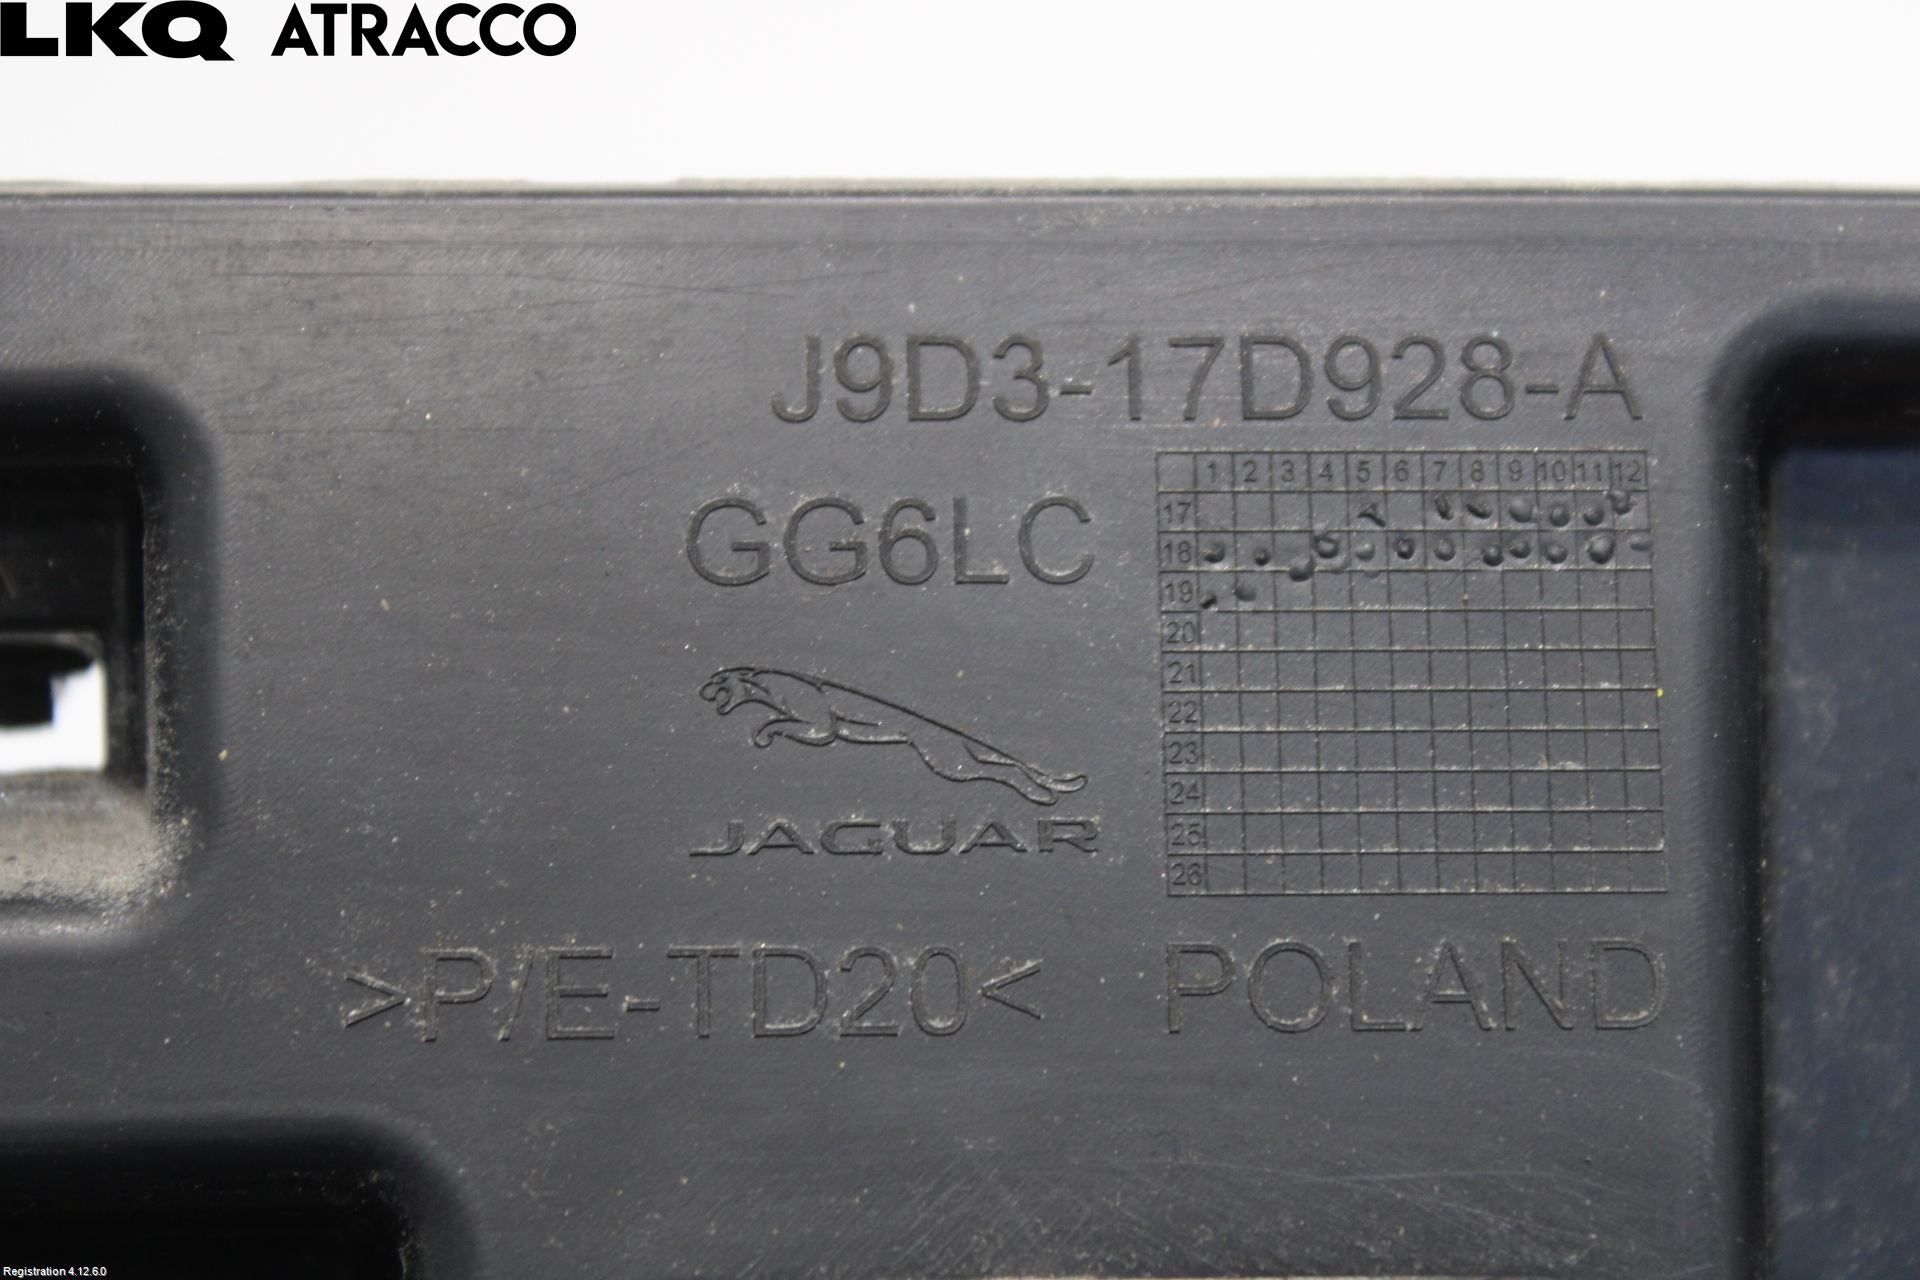 LKQ ATRACCO
J9D3-17D928-A
GG6LC
1 2 3 4 5 6 7 8 9 10 11 12
17
18
19
20
21
22
23
24
25
26
JAGUAR
>P/E-TD20<
POLAND
Registration 4.12.6.0